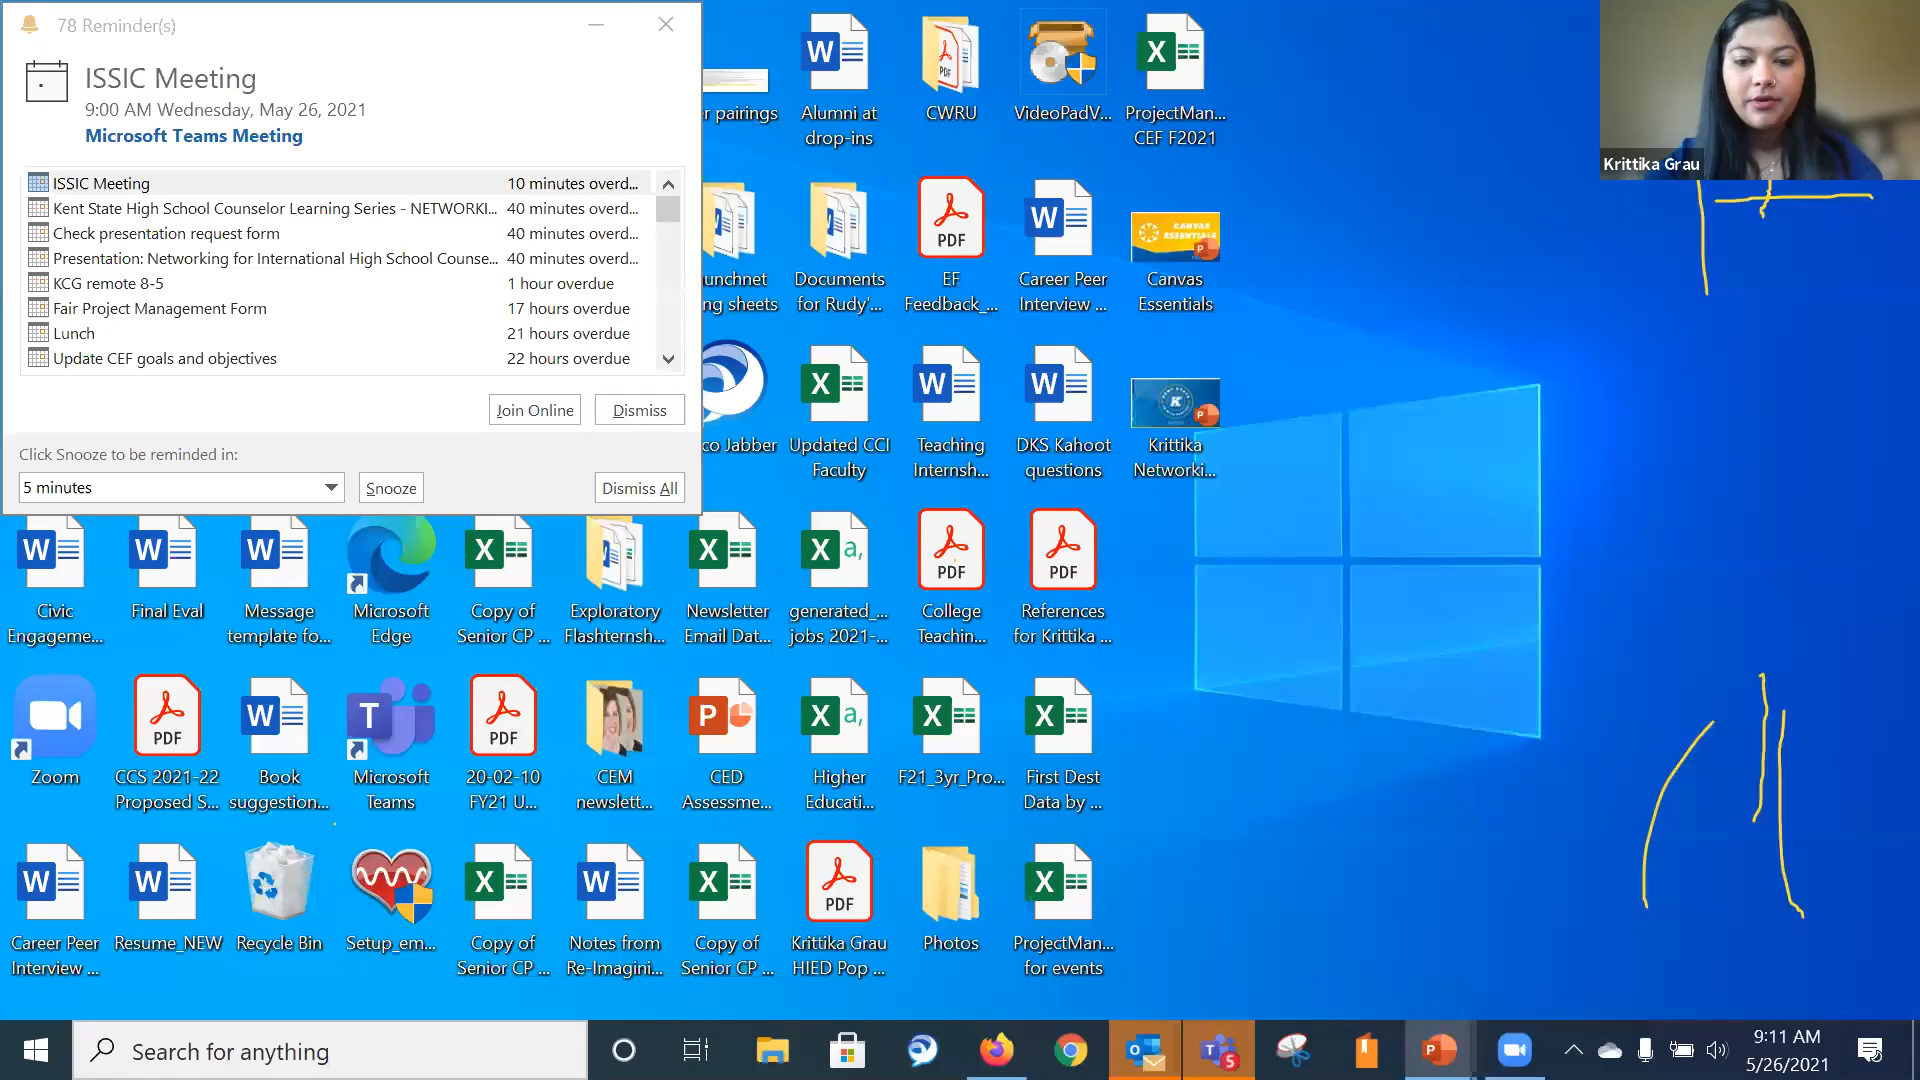 78 Reminder(s)
ISSIC Meeting
9:00 AM Wednesday, May 26, 2021
Microsoft Teams Meeting
ISSIC Meeting 10 minutes overd...
Kent State High School Counselor Learning Series - NETWORKI... 40 minutes overd...
Check presentation request form 40 minutes overd...
Presentation: Networking for International High School Counse... 40 minutes overd...
KCG remote 8-5 1 hour overdue
Fair Project Management Form 17 hours overdue
Lunch 21 hours overdue
Update CEF goals and objectives 22 hours overdue
Join Online Dismiss
Click Snooze to be reminded in:
5 minutes Snooze Dismiss All
Krittika Grau
r pairings
Alumni at
drop-ins
CWRU
VideoPadV...
ProjectMan...
CEF F2021
unchnet
ng sheets
Documents
for Rudy'...
EF
Feedback_...
Career Peer
Interview ...
CANVAS
ESSENTIALS
Canvas
Essentials
co Jabber
Updated CCI
Faculty
Teaching
Internsh...
DKS Kahoot
questions
Krittika
Networki...
Civic
Engageme...
Final Eval
Message
template fo...
Microsoft
Edge
Copy of
Senior CP ...
Exploratory
Flashternsh...
Newsletter
Email Dat...
generated_...
jobs 2021-...
PDF
College
Teachin...
PDF
References
for Krittika ...
Zoom
PDF
CCS 2021-22
Proposed S...
Book
suggestion...
Microsoft
Teams
PDF
20-02-10
FY21 U...
CEM
newslett...
CED
Assessme...
Higher
Educati...
F21_3yr_Pro...
First Dest
Data by ...
Career Peer
Interview ...
Resume_NEW
Recycle Bin
Setup_em...
Copy of
Senior CP ...
Notes from
Re-Imagini...
Copy of
Senior CP ...
PDF
Krittika Grau
HIED Pop ...
Photos
ProjectMan...
for events
Search for anything
9:11 AM
5/26/2021